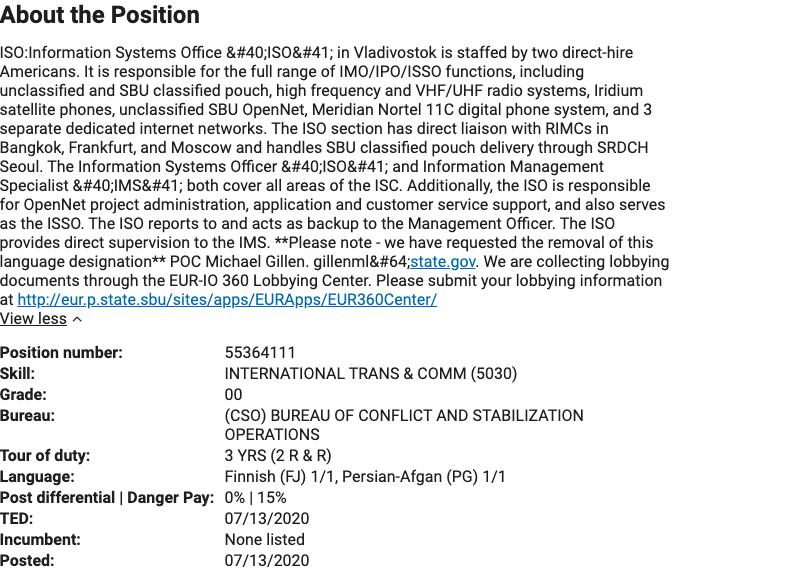 About the Position
ISO:Information Systems Office &#40;ISO&#41; in Vladivostok is staffed by two direct-hire
Americans. It is responsible for the full range of IMO/IPO/ISSO functions, including
unclassified and SBU classified pouch, high frequency and VHF/UHF radio systems, Iridium
satellite phones, unclassified SBU OpenNet, Meridian Nortel 11C digital phone system, and 3
separate dedicated internet networks. The ISO section has direct liaison with RIMCs in
Bangkok, Frankfurt, and Moscow and handles SBU classified pouch delivery through SRDCH
Seoul. The Information Systems Officer &#40;ISO&#41; and Information Management
Specialist &#40;IMS&#41; both cover all areas of the ISC. Additionally, the ISO is responsible
for OpenNet project administration, application and customer service support, and also serves
as the ISSO. The ISO reports to and acts as backup to the Management Officer. The ISO
provides direct supervision to the IMS. **Please note - we have requested the removal of this
language designation** POC Michael Gillen. gillenml&#64;state.gov. We are collecting lobbying
documents through the EUR-IO 360 Lobbying Center. Please submit your lobbying information
at http://eur.p.state.sbu/sites/apps/EURApps/EUR360Center/
View less
Position number: 55364111
Skill: INTERNATIONAL TRANS & COMM (5030)
Grade: 00
Bureau: (CSO) BUREAU OF CONFLICT AND STABILIZATION
OPERATIONS
Tour of duty: 3 YRS (2 R & R)
Language: Finnish (FJ) 1/1, Persian-Afgan (PG) 1/1
Post differential | Danger Pay: 0% | 15%
TED: 07/13/2020
Incumbent: None listed
Posted: 07/13/2020